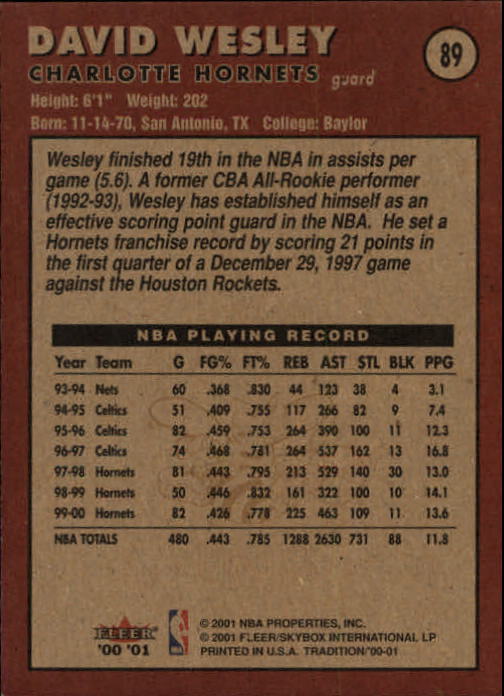 DAVID WESLEY
89
CHARLOTTE HORNETS guard
Height: 6'1" Weight: 202
Born: 11-14-70, San Antonio, TX College: Baylor
Wesley finished 19th in the NBA in assists per
game (5.6). A former CBA All-Rookie performer
(1992-93), Wesley has established himself as an
effective scoring point guard in the NBA. He set a
Hornets franchise record by scoring 21 points in
the first quarter of a December 29, 1997 game
against the Houston Rockets.
NBA PLAYING RECORD
Year Team G FG% FT% REB AST STL BLK PPG
93-94 Nets 60 .368 .830 44 123 38 4 3.1
94-95 Celtics 51 .409 .755 117 266 82 9 7.4
95-96 Celtics 82 .459 .753 264 390 100 11 12.3
96-97 Celtics 74 .468 .781 264 537 162 13 16.8
97-98 Hornets 81 .443 .795 213 529 140 30 13.0
98-99 Hornets 50 .446 .832 161 322 100 10 14.1
99-00 Hornets 82 .426 .778 225 463 109 11 13.6
NBA TOTALS 480 .443 .785 1288 2630 731 88 11.8
FLEER
'00 '01
© 2001 NBA PROPERTIES, INC.
© 2001 FLEER/SKYBOX INTERNATIONAL LP
PRINTED IN U.S.A. TRADITION/'00-01